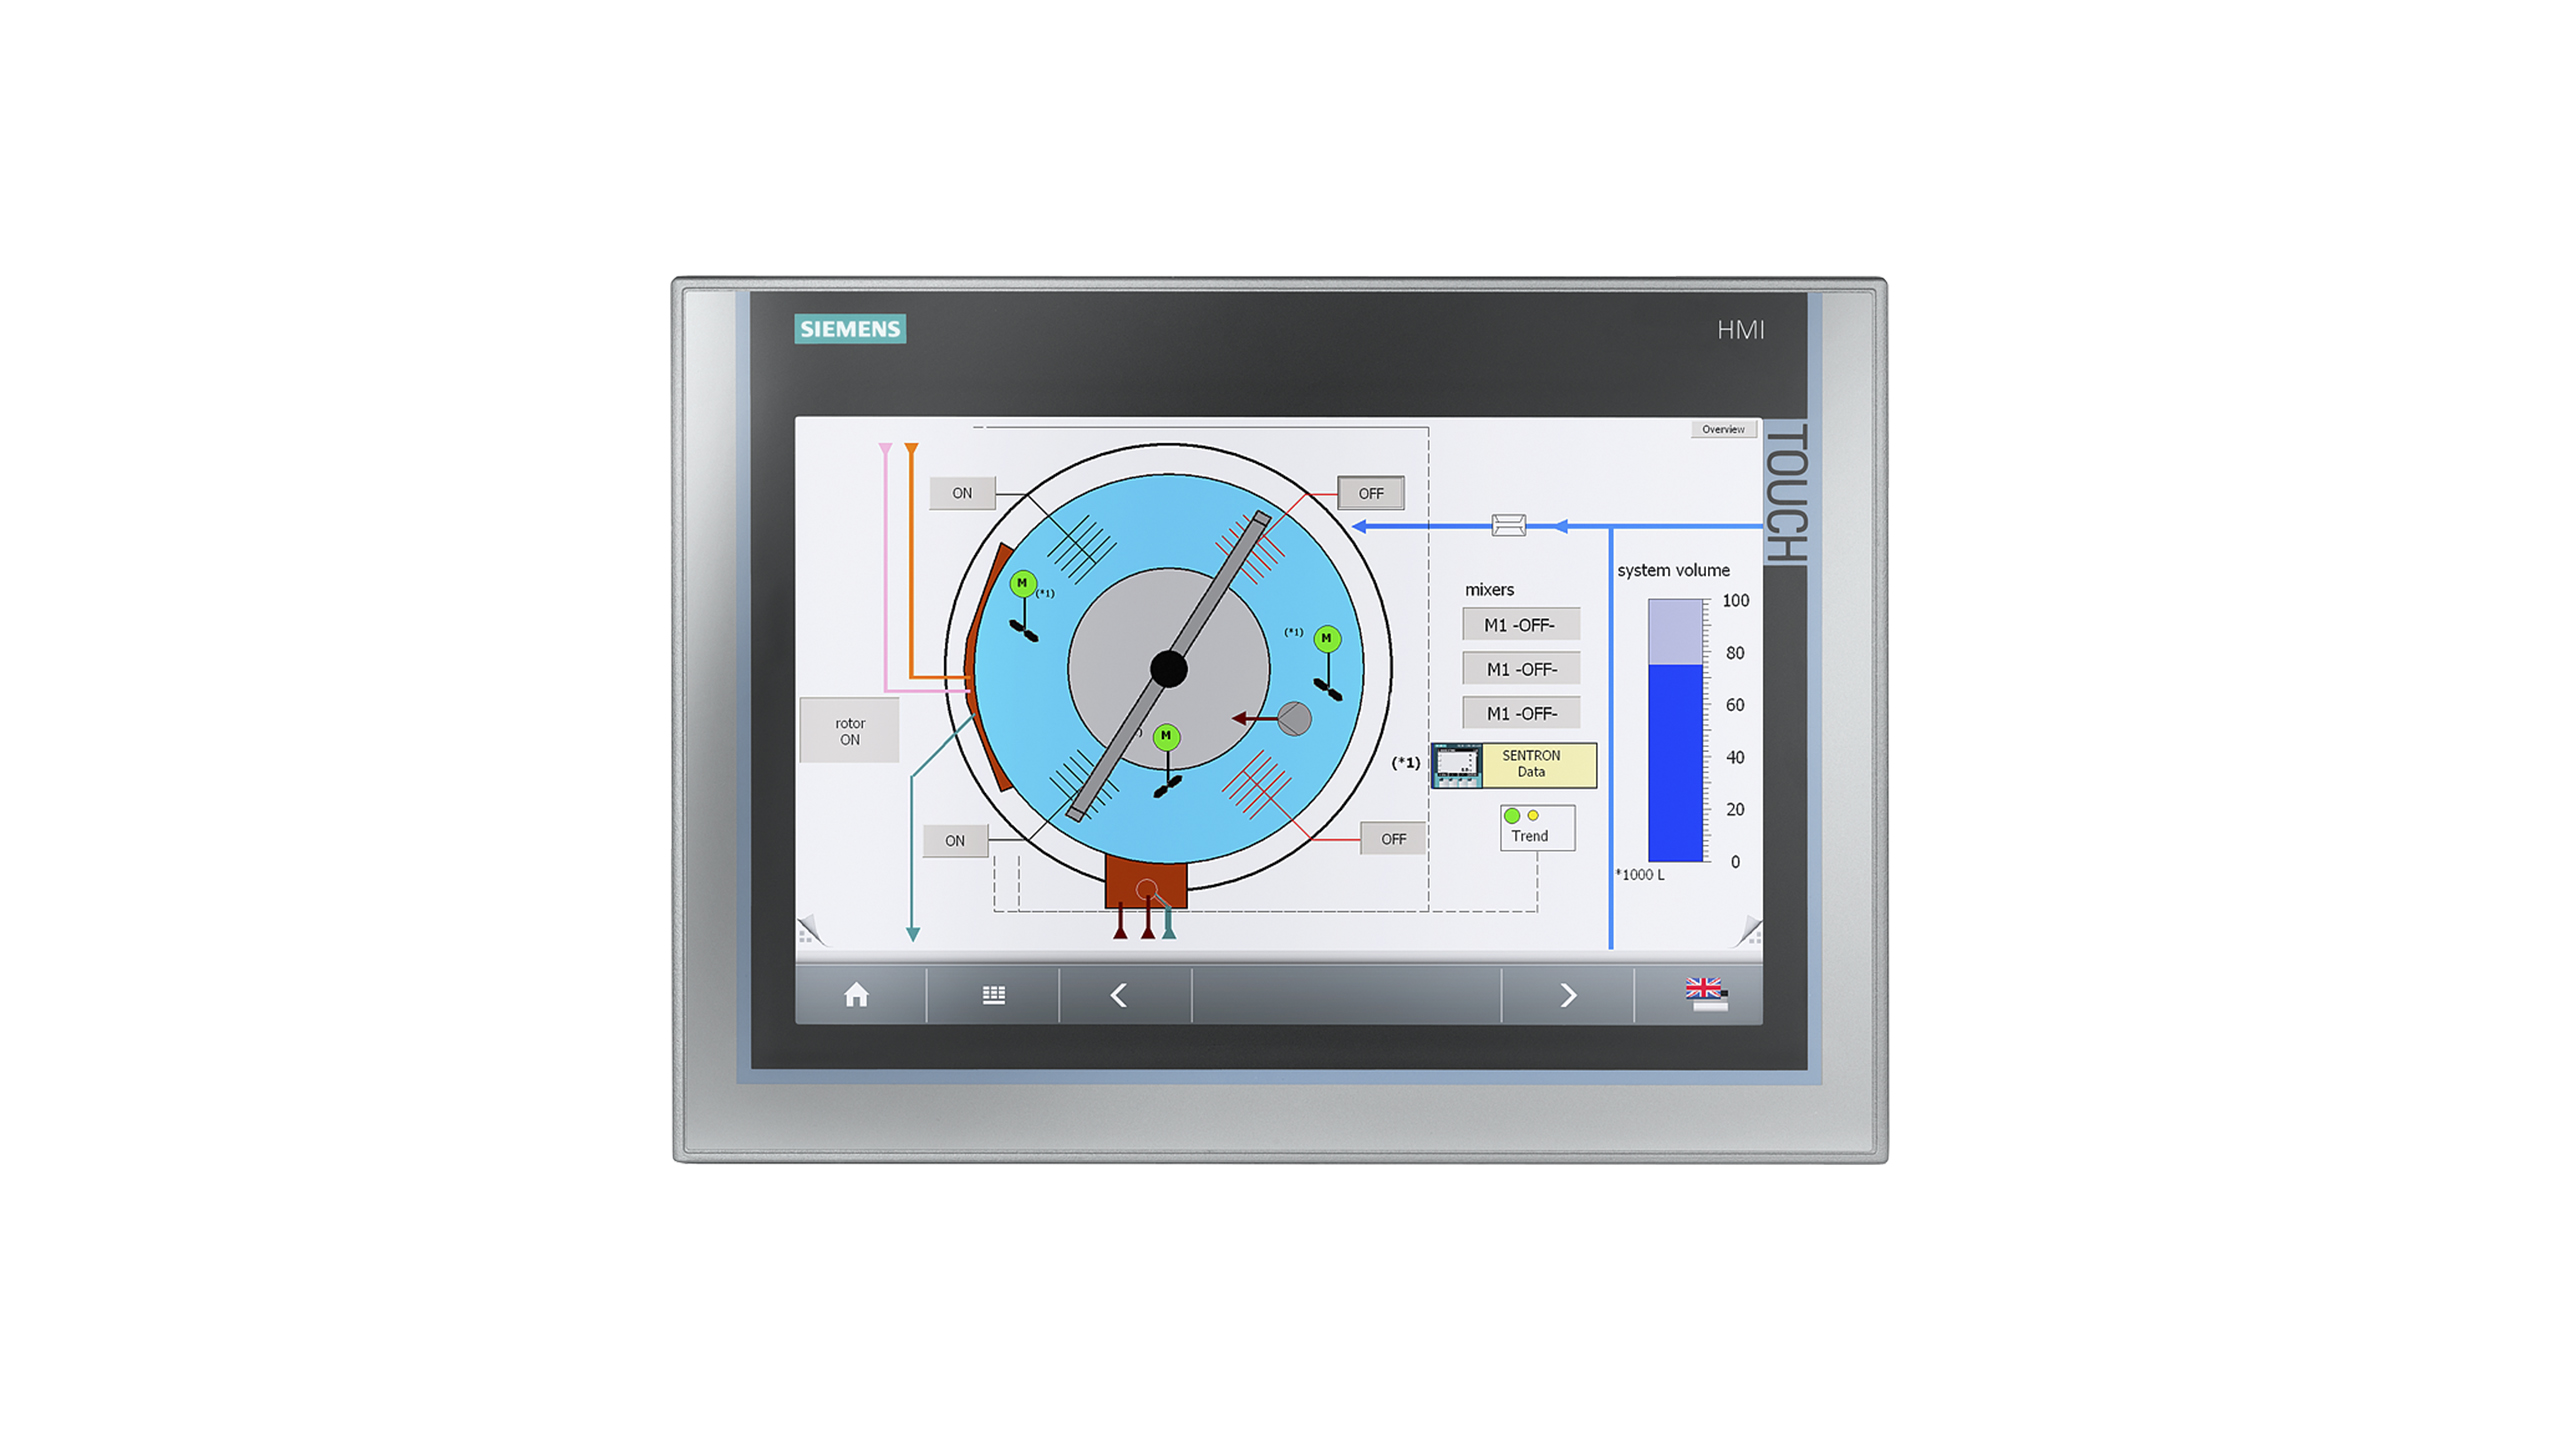 SIEMENS
HMI
TOUCH
Overview
ON
OFF
M
(*1)
(*1)
M
mixers
M1 -OFF-
M1 -OFF-
M1 -OFF-
system volume
100
80
60
40
20
0
*1000 L
rotor
ON
)
M
(*1)
SENTRON
Data
Trend
ON
OFF